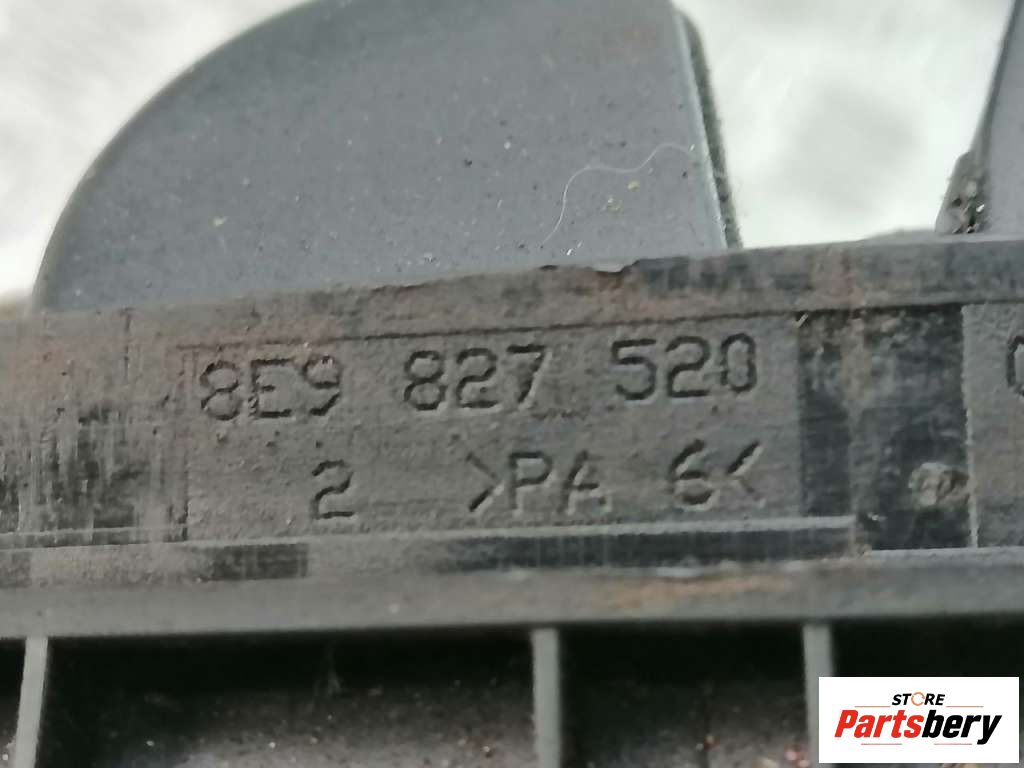 8E9 827 520
2 >PA 6<
STORE
Partsbery